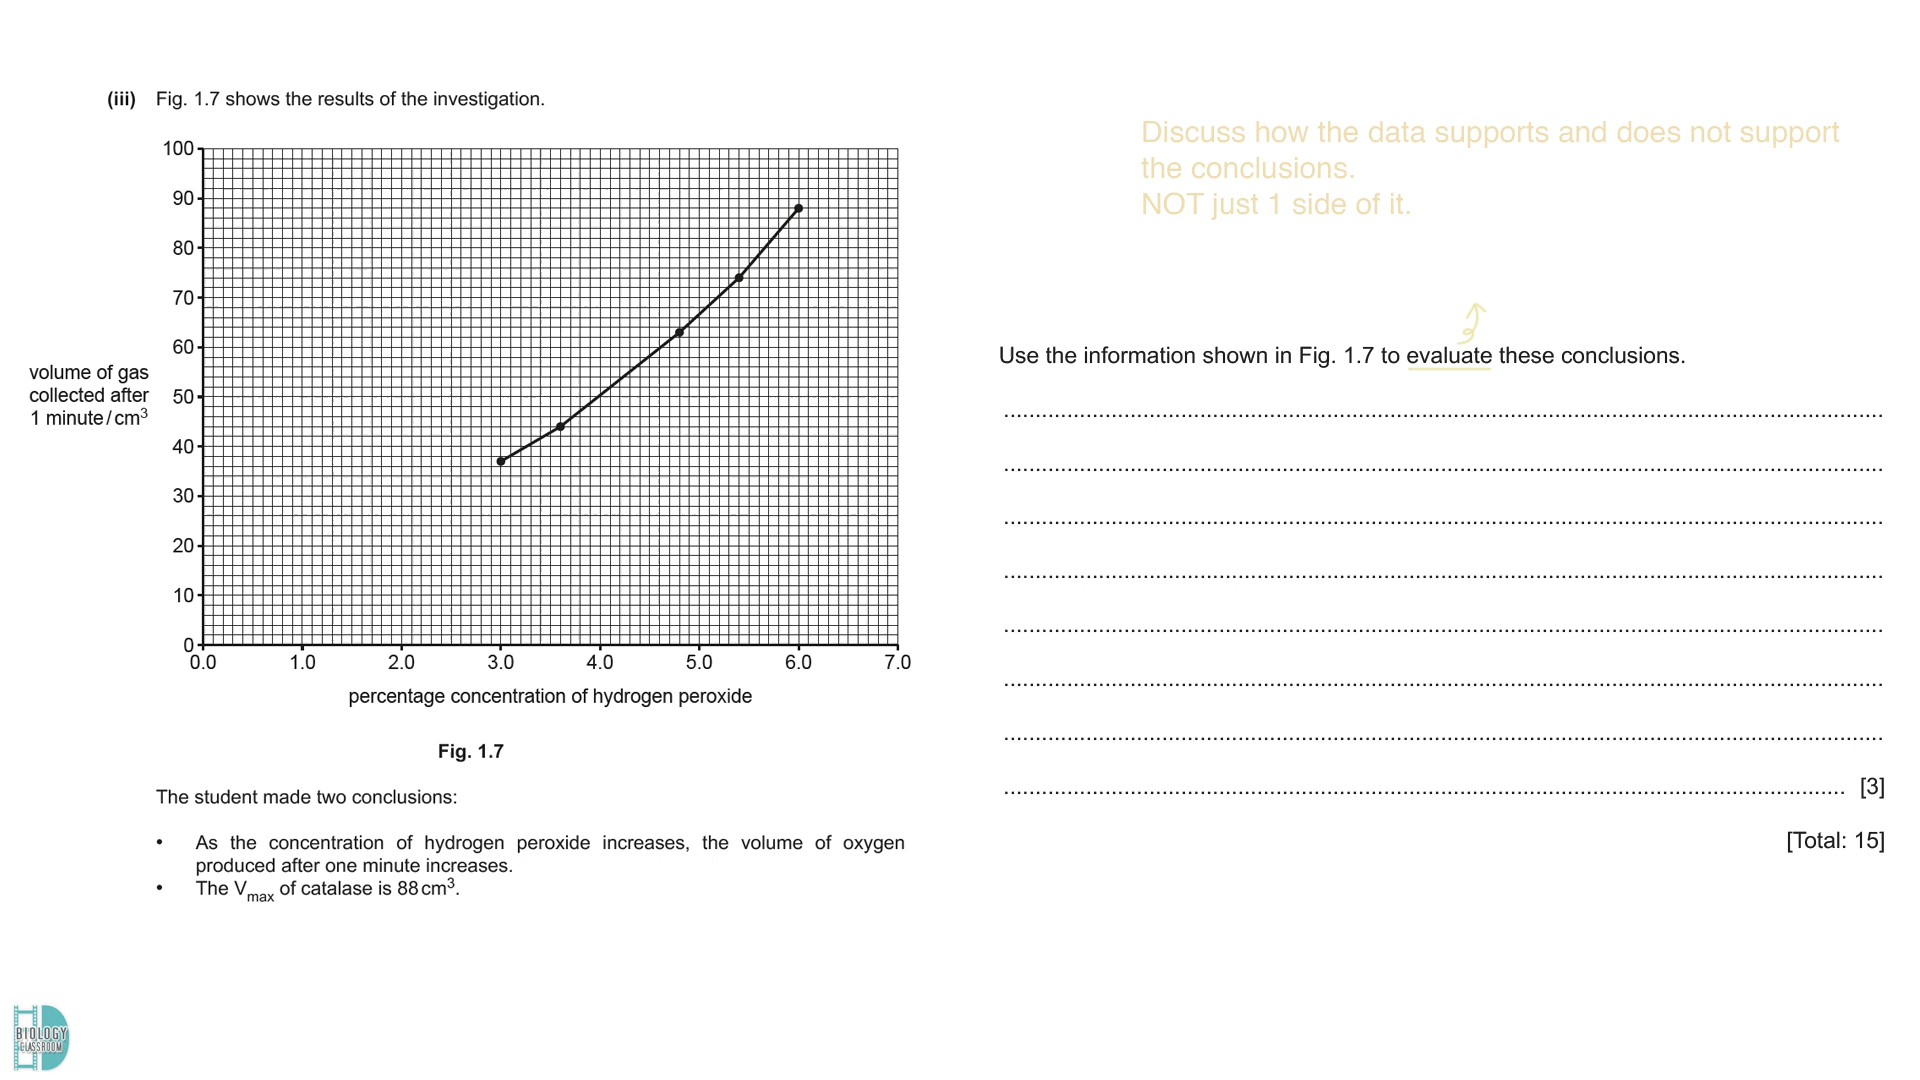 (iii) Fig. 1.7 shows the results of the investigation.
100
90
80
70
60
50
40
30
20
10
0
volume of gas
collected after
1 minute / cm³
0.0 1.0 2.0 3.0 4.0 5.0 6.0 7.0
percentage concentration of hydrogen peroxide
Fig. 1.7
The student made two conclusions:
• As the concentration of hydrogen peroxide increases, the volume of oxygen
produced after one minute increases.
• The Vmax of catalase is 88 cm³.
Discuss how the data supports and does not support
the conclusions.
NOT just 1 side of it.
Use the information shown in Fig. 1.7 to evaluate these conclusions.
[3]
[Total: 15]
BIOLOGY
CLASSROOM